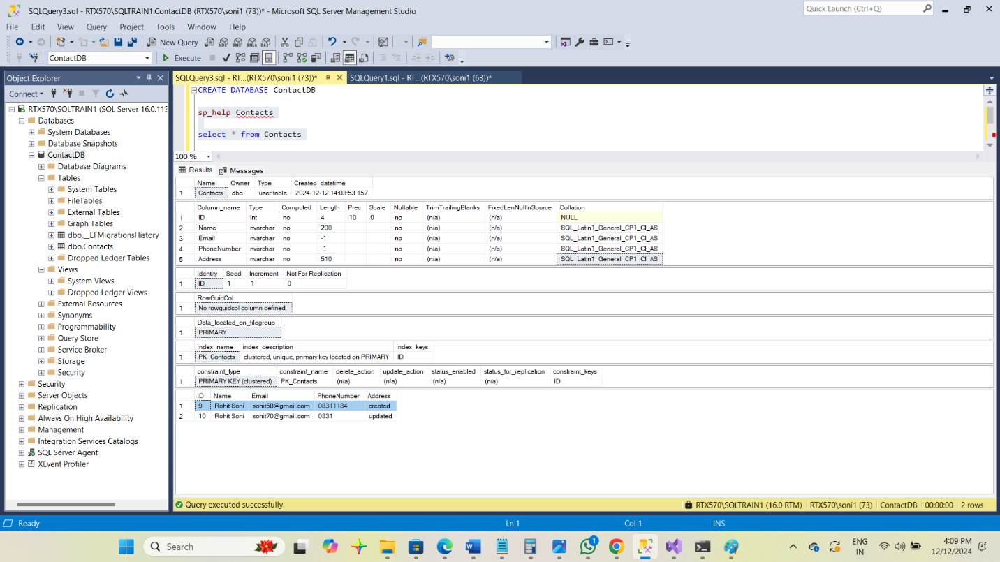 SQLQuery3.sql - RTX570\SQLTRAIN1.ContactDB (RTX570\soni1 (73))* - Microsoft SQL Server Management Studio
Quick Launch (Ctrl+Q)
File Edit View Query Project Tools Window Help
New Query MDX DMX XMLA DAX
ContactDB Execute
Object Explorer
SQLQuery3.sql - RT...(RTX570\soni1 (73))* SQLQuery1.sql - RT...(RTX570\soni1 (63))*
Connect
RTX570\SQLTRAIN1 (SQL Server 16.0.113
Databases
System Databases
Database Snapshots
ContactDB
Database Diagrams
Tables
System Tables
FileTables
External Tables
Graph Tables
dbo.__EFMigrationsHistory
dbo.Contacts
Dropped Ledger Tables
Views
System Views
Dropped Ledger Views
External Resources
Synonyms
Programmability
Query Store
Service Broker
Storage
Security
Security
Server Objects
Replication
Always On High Availability
Management
Integration Services Catalogs
SQL Server Agent
XEvent Profiler
CREATE DATABASE ContactDB
sp_help Contacts
select * from Contacts
100 %
Results Messages
Name Owner Type Created_datetime
1 Contacts dbo user table 2024-12-12 14:03:53.157
Column_name Type Computed Length Prec Scale Nullable TrimTrailingBlanks FixedLenNullInSource Collation
1 ID int no 4 10 0 no (n/a) (n/a) NULL
2 Name nvarchar no 200 no (n/a) (n/a) SQL_Latin1_General_CP1_CI_AS
3 Email nvarchar no -1 no (n/a) (n/a) SQL_Latin1_General_CP1_CI_AS
4 PhoneNumber nvarchar no -1 no (n/a) (n/a) SQL_Latin1_General_CP1_CI_AS
5 Address nvarchar no 510 no (n/a) (n/a) SQL_Latin1_General_CP1_CI_AS
Identity Seed Increment Not For Replication
1 ID 1 1 0
RowGuidCol
1 No rowguidcol column defined.
Data_located_on_filegroup
1 PRIMARY
index_name index_description index_keys
1 PK_Contacts clustered, unique, primary key located on PRIMARY ID
constraint_type constraint_name delete_action update_action status_enabled status_for_replication constraint_keys
1 PRIMARY KEY (clustered) PK_Contacts (n/a) (n/a) (n/a) (n/a) ID
ID Name Email PhoneNumber Address
1 9 Rohit Soni sohit50@gmail.com 08311184 created
2 10 Rohit Soni sonit70@gmail.com 0831 updated
Query executed successfully. RTX570\SQLTRAIN1 (16.0 RTM) RTX570\soni1 (73) ContactDB 00:00:00 2 rows
Ready Ln 1 Col 1 INS
Search 1 ENG 4:09 PM
IN 12/12/2024